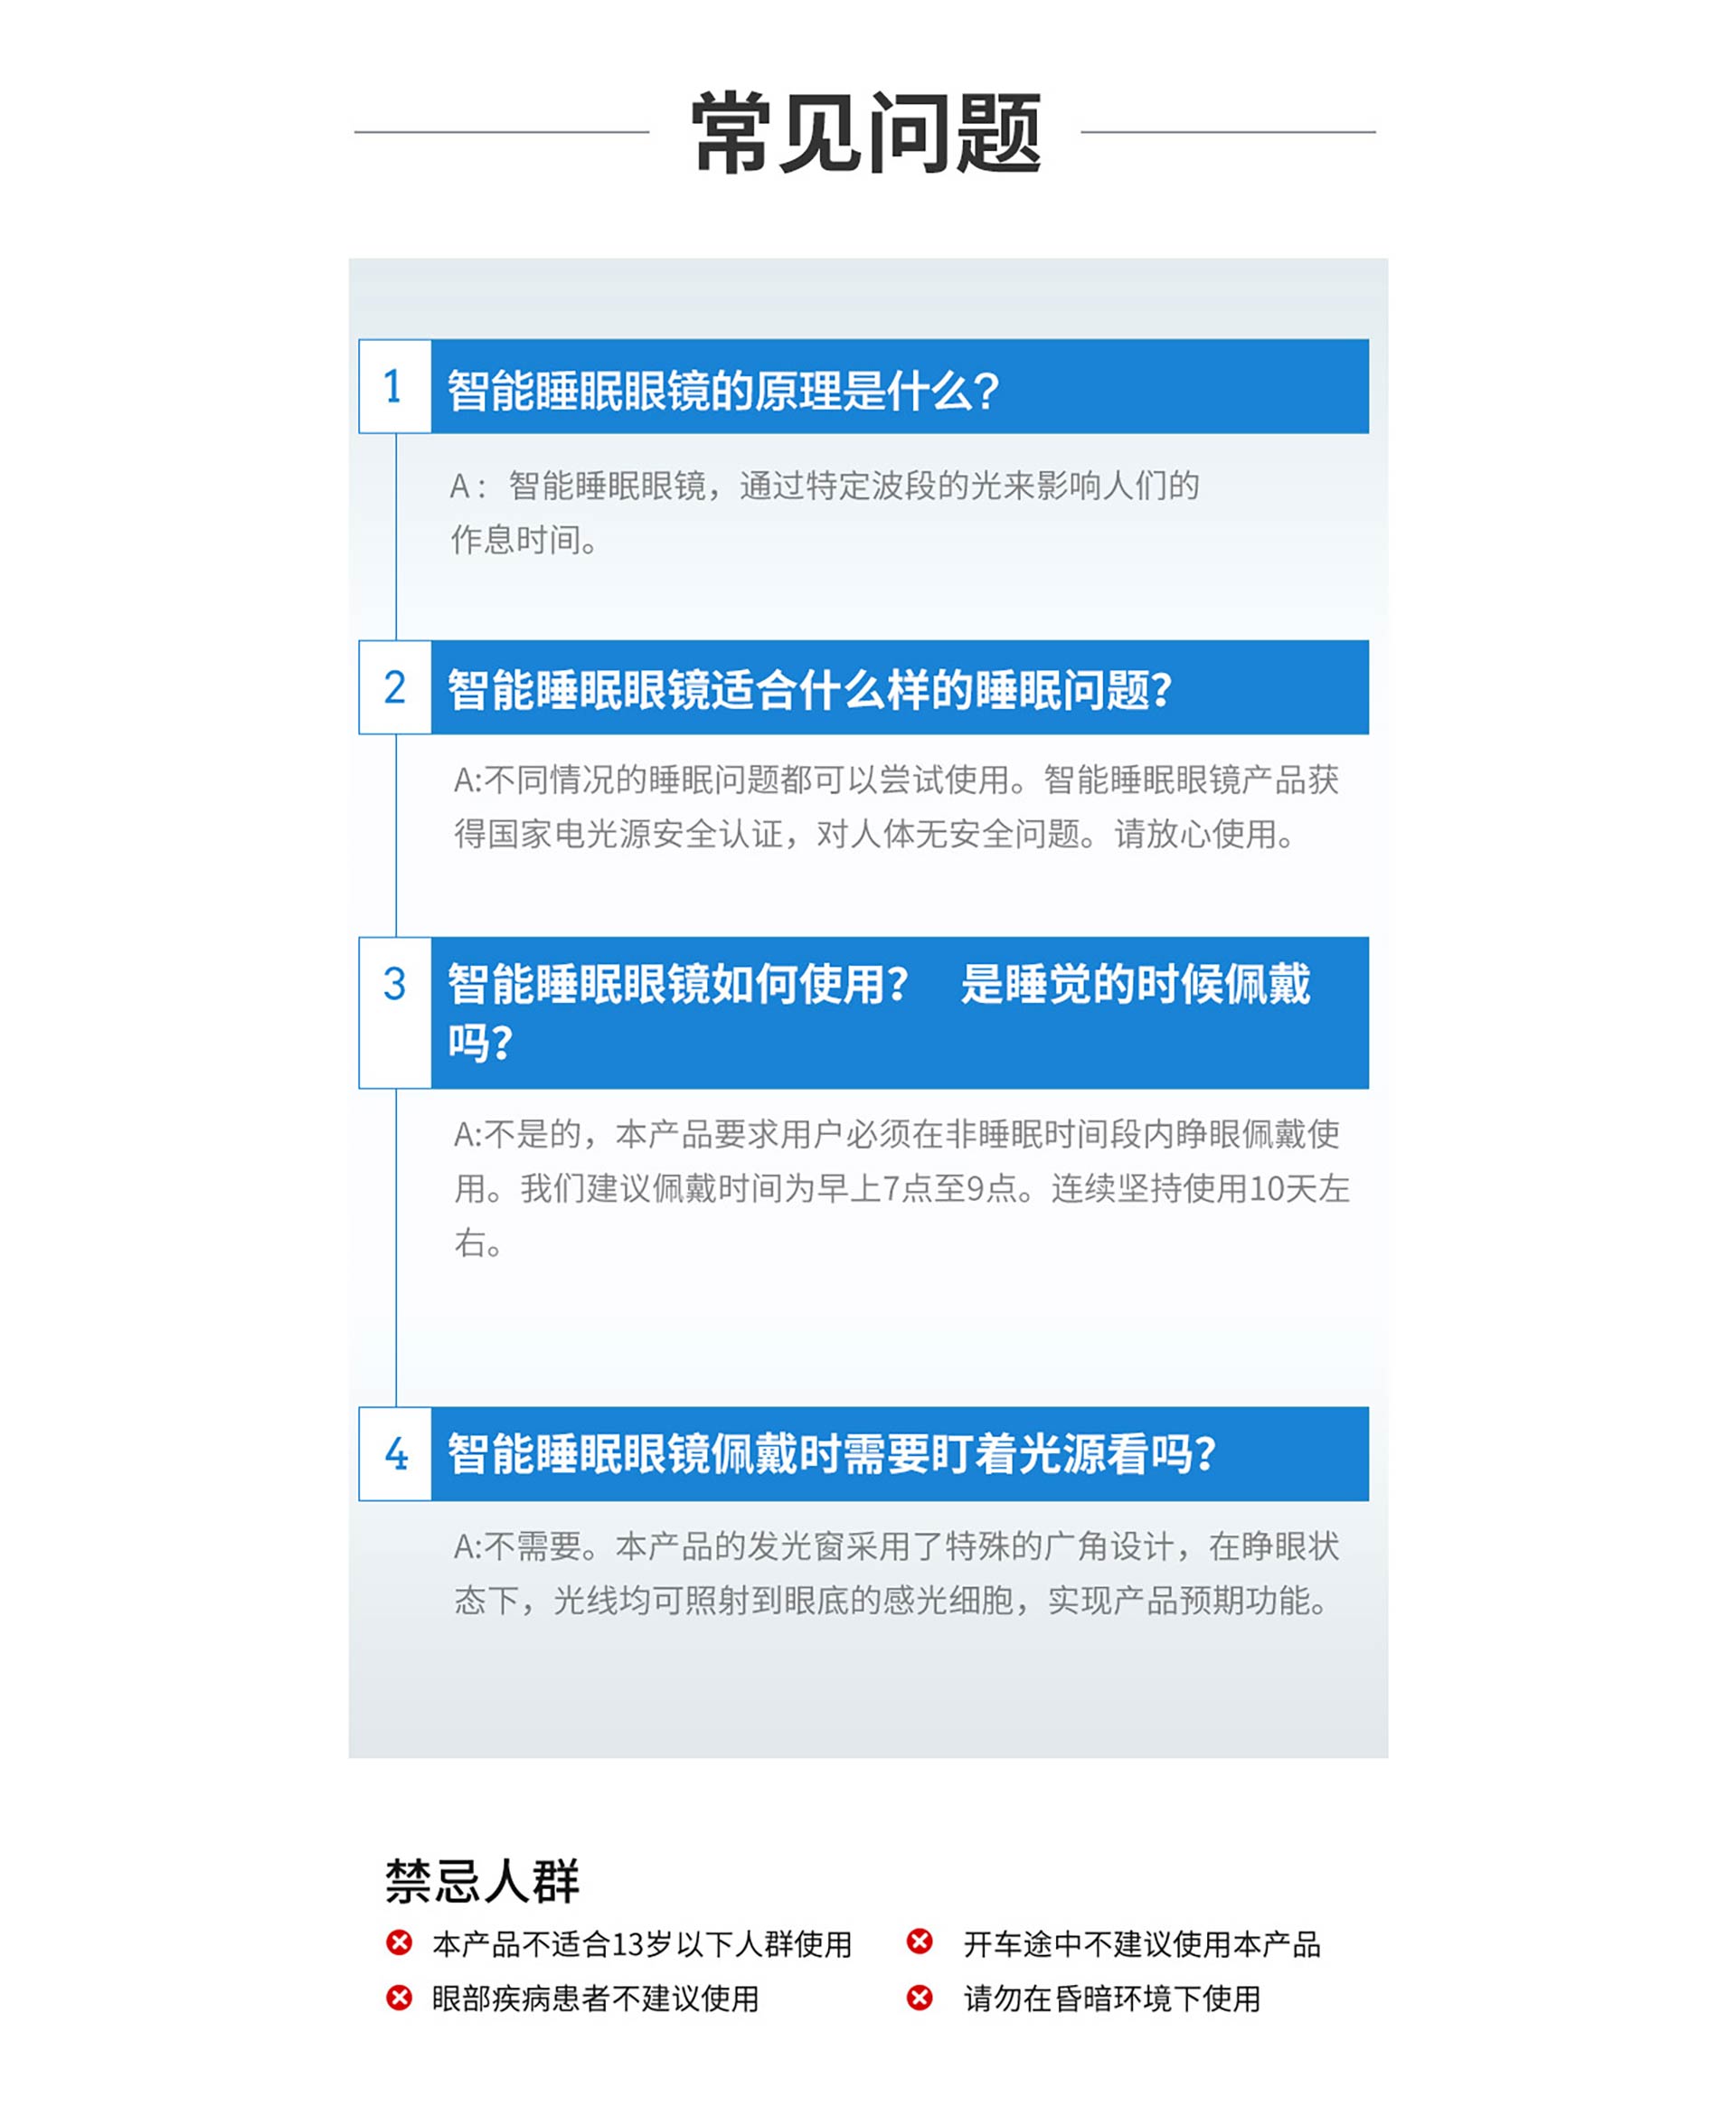 常见问题
1 智能睡眠眼镜的原理是什么?
A： 智能睡眠眼镜，通过特定波段的光来影响人们的
作息时间。
2 智能睡眠眼镜适合什么样的睡眠问题?
A:不同情况的睡眠问题都可以尝试使用。智能睡眠眼镜产品获
得国家电光源安全认证，对人体无安全问题。请放心使用。
3 智能睡眠眼镜如何使用? 是睡觉的时候佩戴
吗?
A:不是的，本产品要求用户必须在非睡眠时间段内睁眼佩戴使
用。我们建议佩戴时间为早上7点至9点。连续坚持使用10天左
右。
4 智能睡眠眼镜佩戴时需要盯着光源看吗?
A:不需要。本产品的发光窗采用了特殊的广角设计，在睁眼状
态下，光线均可照射到眼底的感光细胞，实现产品预期功能。
禁忌人群
本产品不适合13岁以下人群使用 开车途中不建议使用本产品
眼部疾病患者不建议使用 请勿在昏暗环境下使用